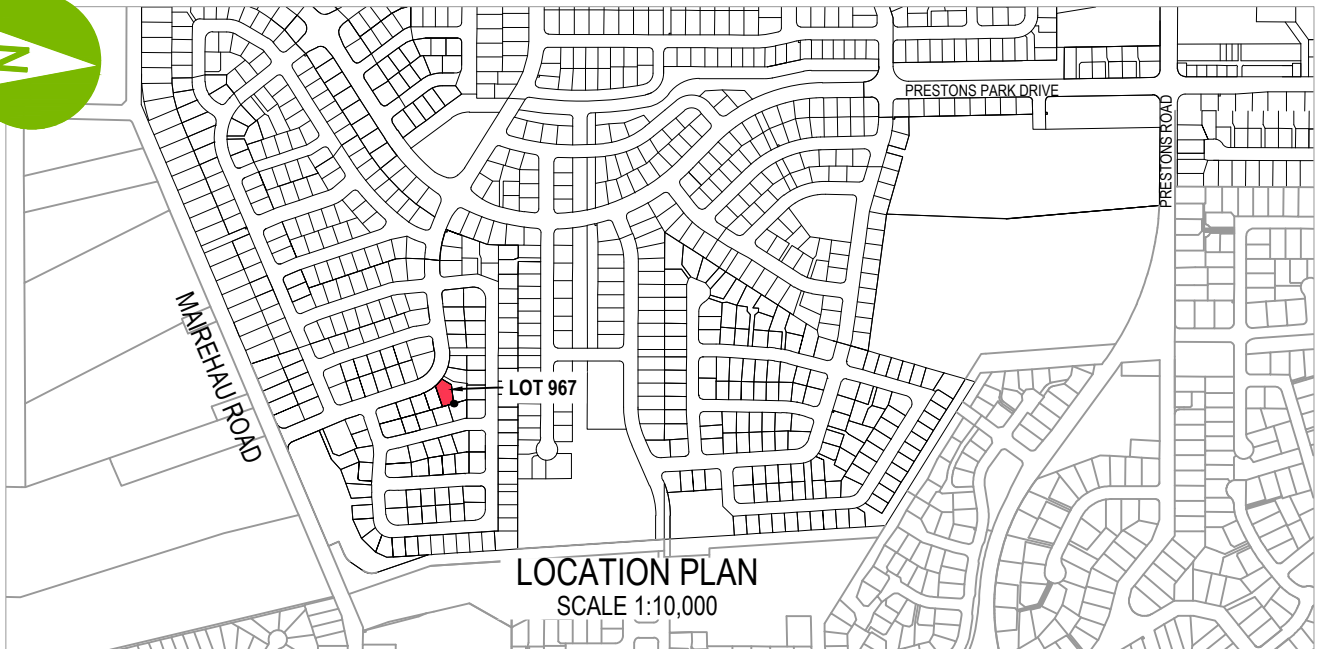 N
PRESTONS PARK DRIVE
PRESTONS ROAD
MAIREHAU ROAD
LOT 967
LOCATION PLAN
SCALE 1:10,000